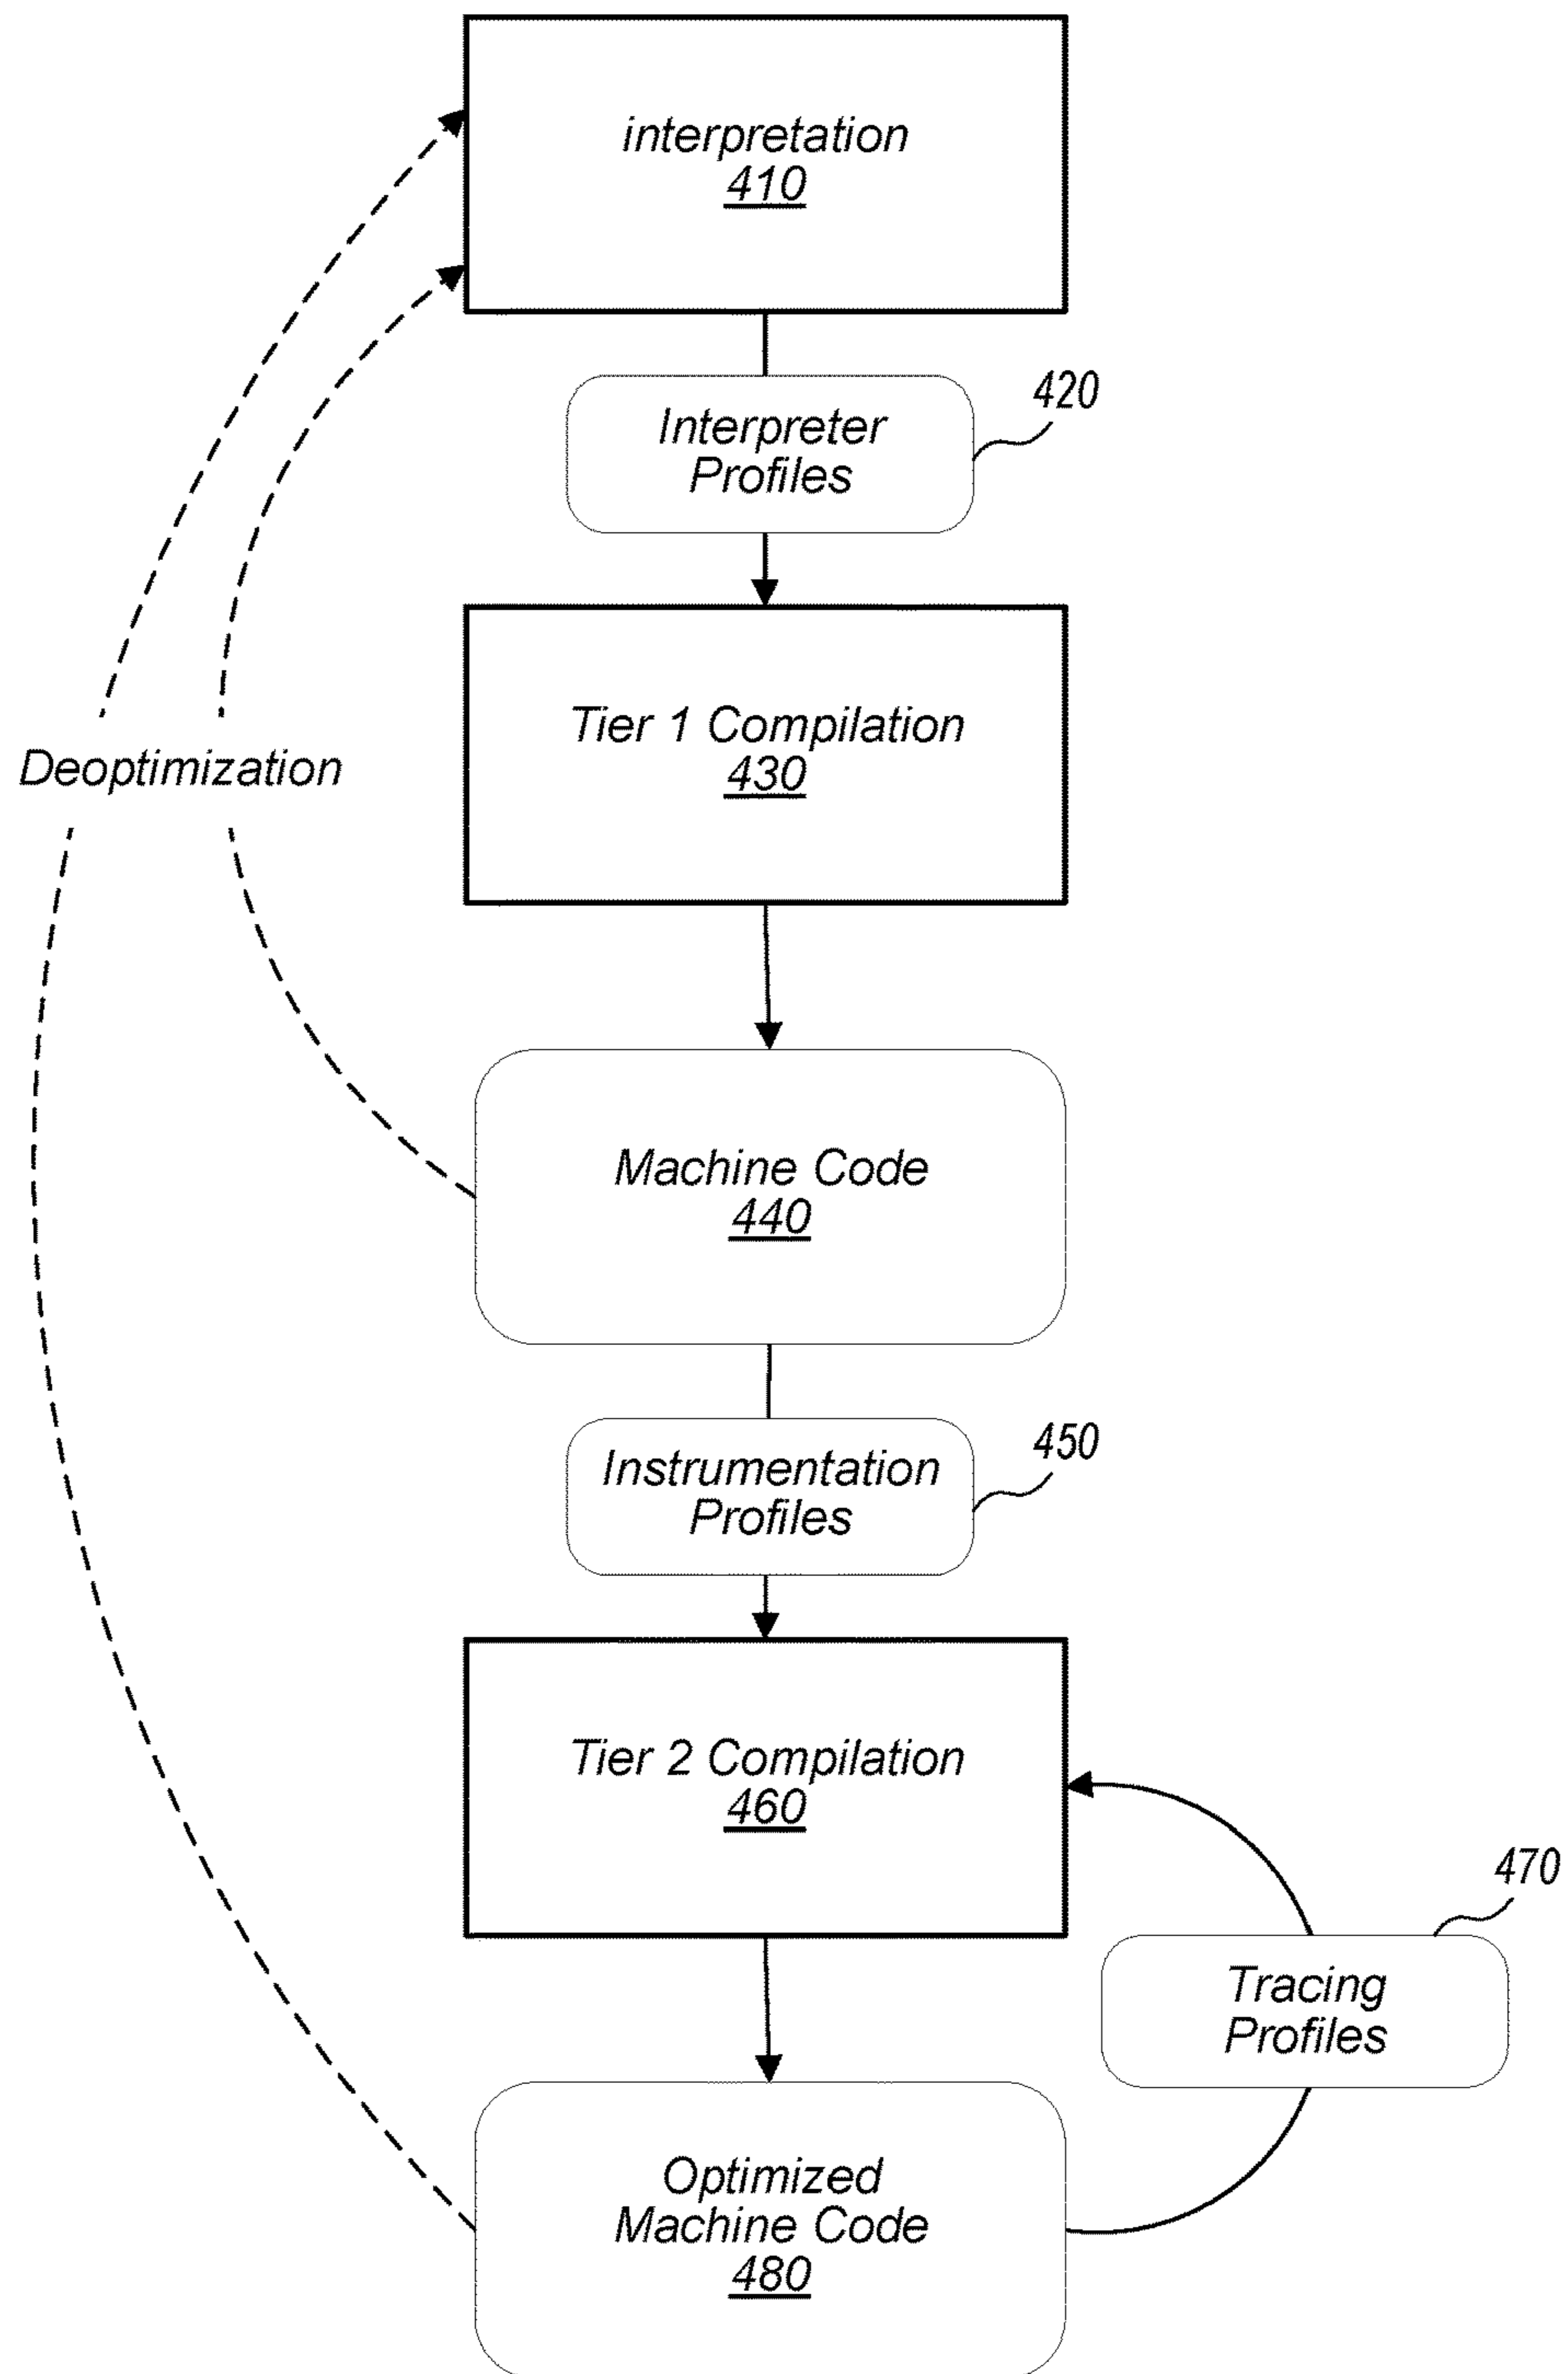 interpretation
410
Interpreter
Profiles
420
Tier 1 Compilation
430
Deoptimization
Machine Code
440
Instrumentation
Profiles
450
Tier 2 Compilation
460
470
Tracing
Profiles
Optimized
Machine Code
480